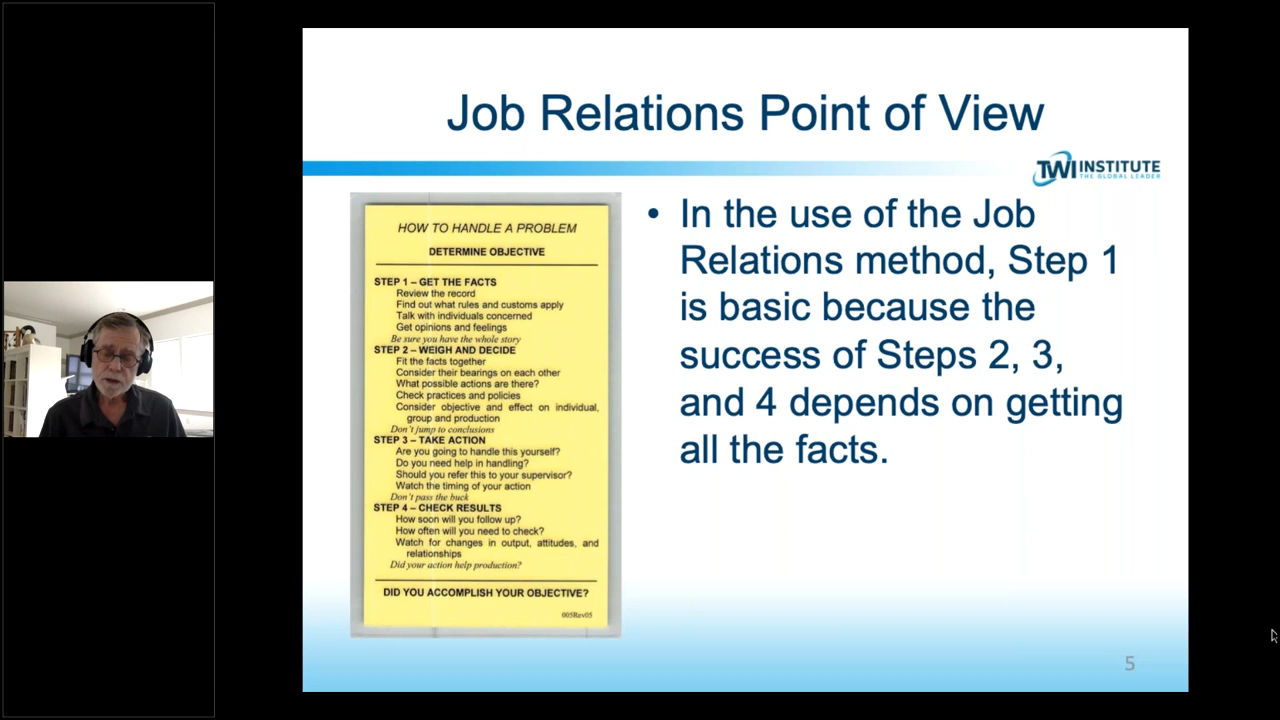 Job Relations Point of View
TWI INSTITUTE
THE GLOBAL LEADER
HOW TO HANDLE A PROBLEM
DETERMINE OBJECTIVE
STEP 1 – GET THE FACTS
Review the record
Find out what rules and customs apply
Talk with individuals concerned
Get opinions and feelings
Be sure you have the whole story
STEP 2 – WEIGH AND DECIDE
Fit the facts together
Consider their bearings on each other
What possible actions are there?
Check practices and policies
Consider objective and effect on individual,
group and production
Don't jump to conclusions
STEP 3 – TAKE ACTION
Are you going to handle this yourself?
Do you need help in handling?
Should you refer this to your supervisor?
Watch the timing of your action
Don't pass the buck
STEP 4 – CHECK RESULTS
How soon will you follow up?
How often will you need to check?
Watch for changes in output, attitudes, and
relationships
Did your action help production?
DID YOU ACCOMPLISH YOUR OBJECTIVE?
005Rev05
• In the use of the Job
Relations method, Step 1
is basic because the
success of Steps 2, 3,
and 4 depends on getting
all the facts.
5